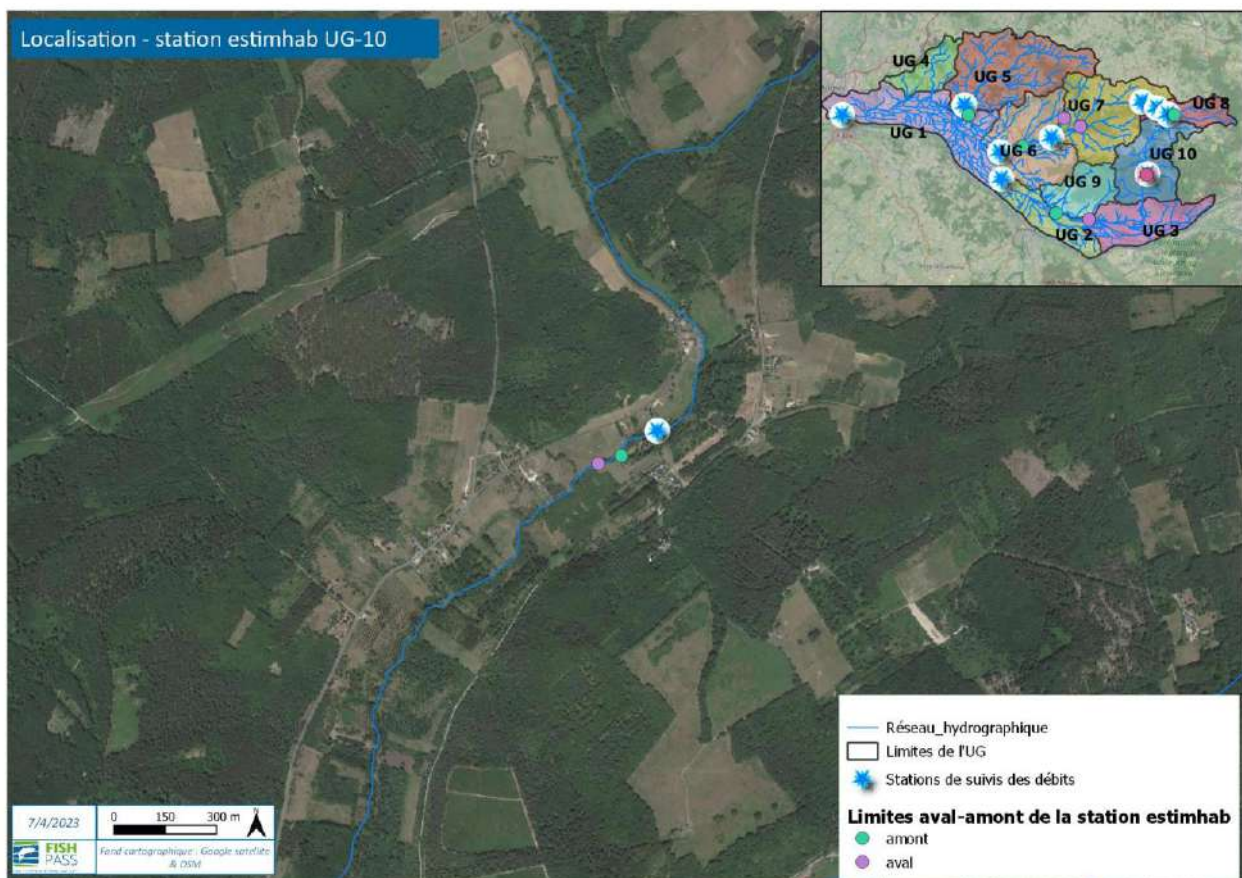 Localisation - station estimhab UG-10
UG 4
UG 5
UG 7
UG 8
UG 1
UG 6
UG 10
UG 9
UG 2
UG 3
Réseau_hydrographique
Limites de l'UG
Stations de suivis des débits
Limites aval-amont de la station estimhab
amont
aval
7/4/2023
0 150 300 m
N
FISH
PASS
Fond cartographique : Google satellite
& OSM